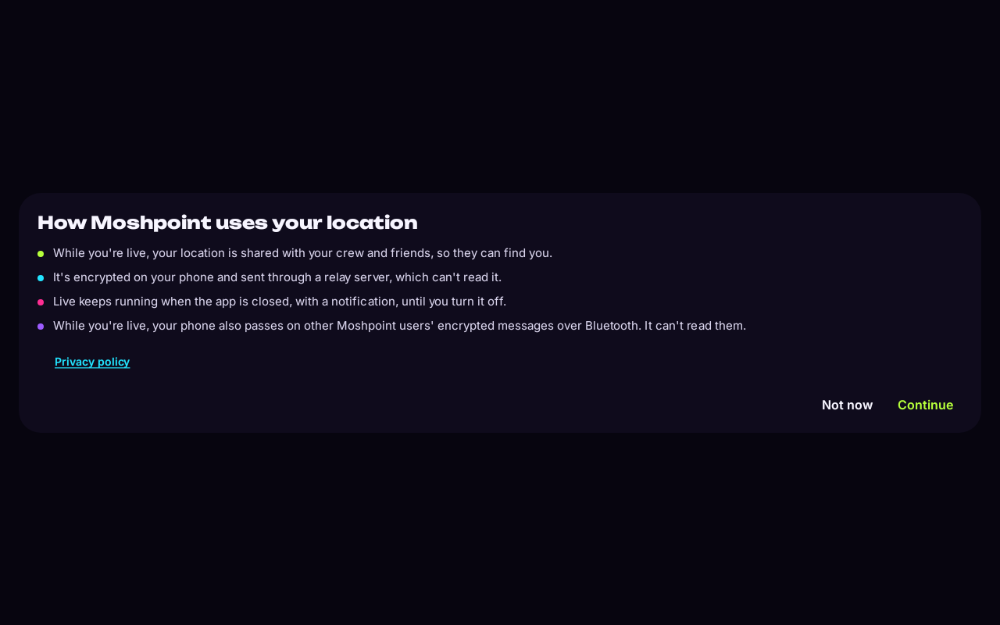 How Moshpoint uses your location
While you're live, your location is shared with your crew and friends, so they can find you.
It's encrypted on your phone and sent through a relay server, which can't read it.
Live keeps running when the app is closed, with a notification, until you turn it off.
While you're live, your phone also passes on other Moshpoint users' encrypted messages over Bluetooth. It can't read them.
Privacy policy
Not now
Continue